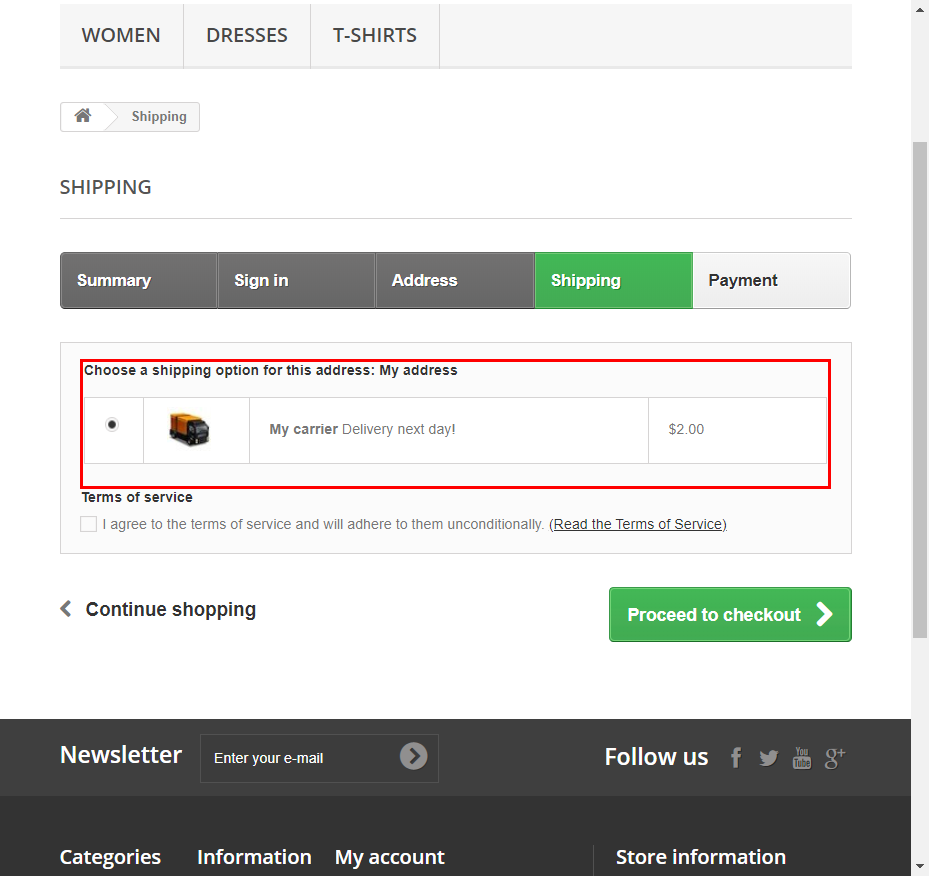 WOMEN DRESSES T-SHIRTS
Shipping
SHIPPING
Summary Sign in Address Shipping Payment
Choose a shipping option for this address: My address
My carrier Delivery next day! $2.00
Terms of service
I agree to the terms of service and will adhere to them unconditionally. (Read the Terms of Service)
Continue shopping Proceed to checkout
Newsletter Enter your e-mail Follow us f You Tube g+
Categories Information My account Store information